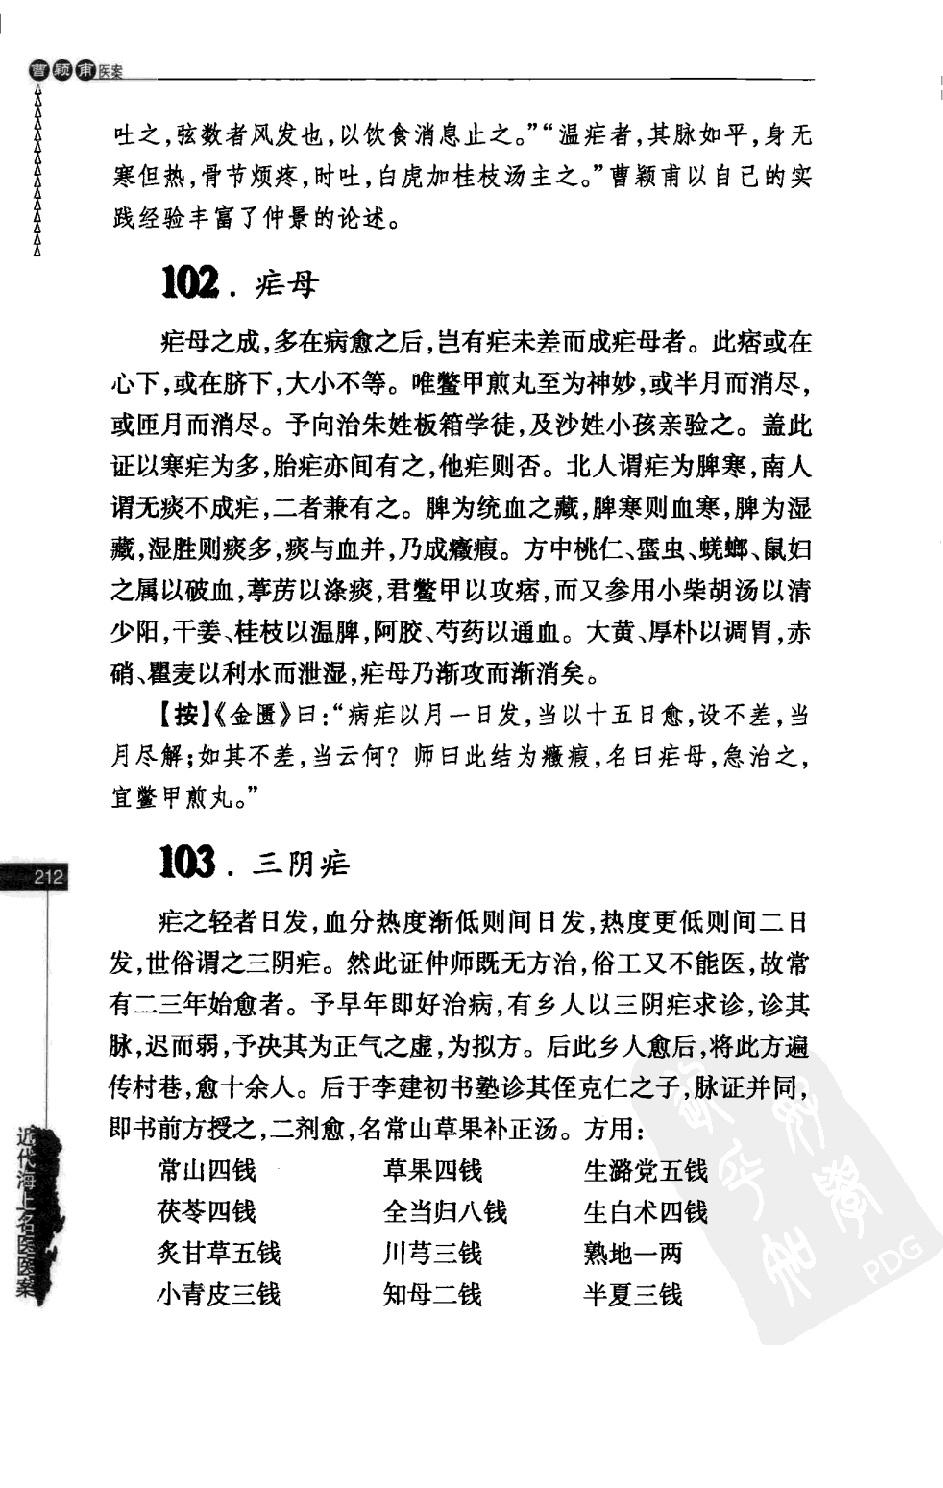 曹颖甫医案
吐之,弦数者风发也,以饮食消息止之。”“温疟者,其脉如平,身无
寒但热,骨节烦疼,时吐,白虎加桂枝汤主之。”曹颖甫以自己的实
践经验丰富了仲景的论述。
102．疟母
疟母之成,多在病愈之后,岂有疟未差而成疟母者。此痞或在
心下,或在脐下,大小不等。唯鳖甲煎丸至为神妙,或半月而消尽,
或匝月而消尽。予向治朱姓板箱学徒,及沙姓小孩亲验之。盖此
证以寒疟为多,胎疟亦间有之,他疟则否。北人谓疟为脾寒,南人
谓无痰不成疟,二者兼有之。脾为统血之藏,脾寒则血寒,脾为湿
藏,湿胜则痰多,痰与血并,乃成癥瘕。方中桃仁、䗪虫、蜣螂、鼠妇
之属以破血,葶苈以涤痰,君鳖甲以攻痞,而又参用小柴胡汤以清
少阳,干姜、桂枝以温脾,阿胶、芍药以通血。大黄、厚朴以调胃,赤
硝、瞿麦以利水而泄湿,疟母乃渐攻而渐消矣。
【按】《金匮》曰:“病疟以月一日发,当以十五日愈,设不差,当
月尽解;如其不差,当云何?师曰此结为癥瘕,名曰疟母,急治之,
宜鳖甲煎丸。”
103．三阴疟
疟之轻者日发,血分热度渐低则间日发,热度更低则间二日
发,世俗谓之三阴疟。然此证仲师既无方治,俗工又不能医,故常
有二三年始愈者。予早年即好治病,有乡人以三阴疟求诊,诊其
脉,迟而弱,予决其为正气之虚,为拟方。后此乡人愈后,将此方遍
传村巷,愈十余人。后于李建初书塾诊其侄克仁之子,脉证并同,
即书前方授之,二剂愈,名常山草果补正汤。方用:
常山四钱 草果四钱 生潞党五钱
茯苓四钱 全当归八钱 生白术四钱
炙甘草五钱 川芎三钱 熟地一两
小青皮三钱 知母二钱 半夏三钱
212
近代海上名医医案
PDG